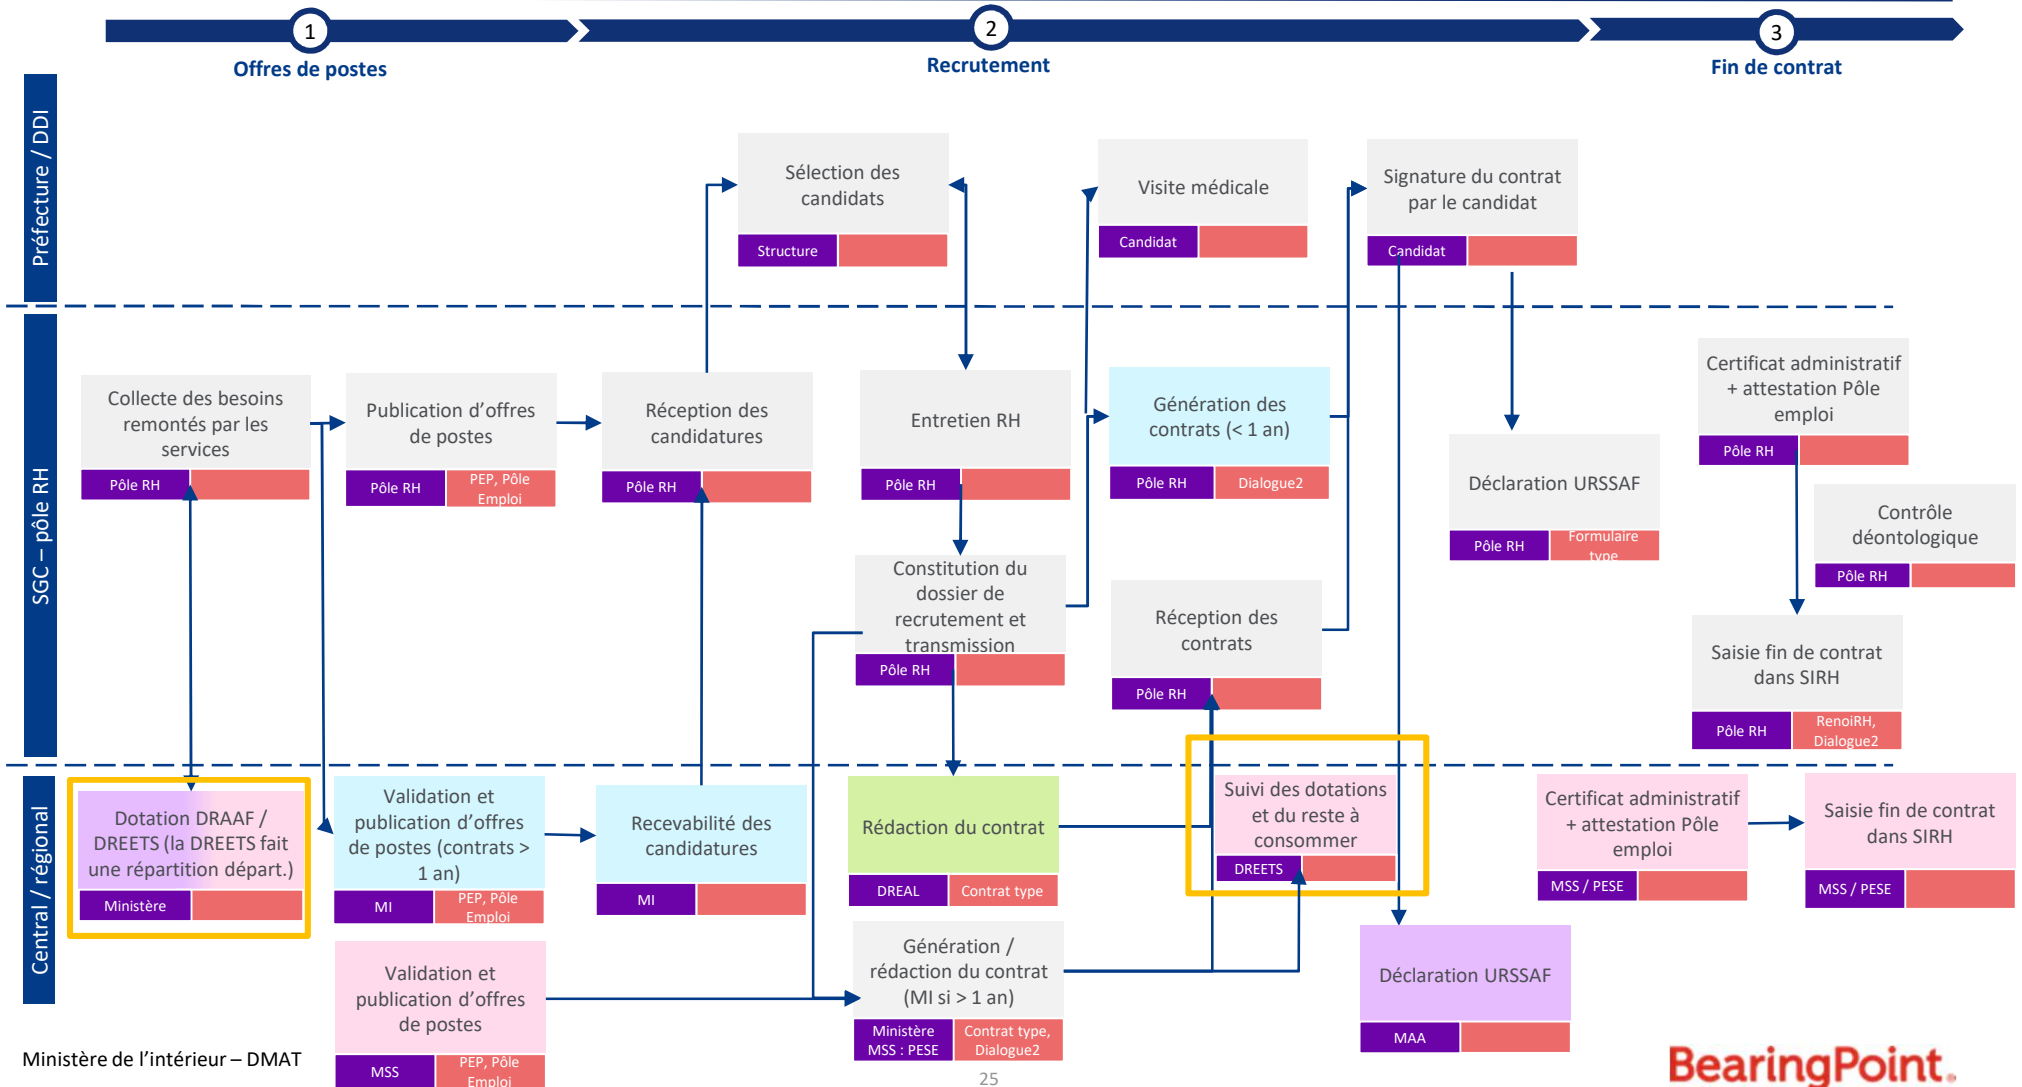 1
2
3
Offres de postes
Recrutement
Fin de contrat
Préfecture / DDI
Sélection des
candidats
Structure
Visite médicale
Candidat
Signature du contrat
par le candidat
Candidat
SGC – pôle RH
Collecte des besoins
remontés par les
services
Pôle RH
Publication d'offres
de postes
Pôle RH
PEP, Pôle
Emploi
Réception des
candidatures
Pôle RH
Entretien RH
Pôle RH
Génération des
contrats (< 1 an)
Pôle RH
Dialogue2
Déclaration URSSAF
Pôle RH
Formulaire
type
Certificat administratif
+ attestation Pôle
emploi
Pôle RH
Contrôle
déontologique
Pôle RH
Constitution du
dossier de
recrutement et
transmission
Pôle RH
Réception des
contrats
Pôle RH
Saisie fin de contrat
dans SIRH
Pôle RH
RenoiRH,
Dialogue2
Central / régional
Dotation DRAAF /
DREETS (la DREETS fait
une répartition départ.)
Ministère
Validation et
publication d'offres
de postes (contrats >
1 an)
MI
PEP, Pôle
Emploi
Recevabilité des
candidatures
MI
Rédaction du contrat
DREAL
Contrat type
Suivi des dotations
et du reste à
consommer
DREETS
Certificat administratif
+ attestation Pôle
emploi
MSS / PESE
Saisie fin de contrat
dans SIRH
MSS / PESE
Validation et
publication d'offres
de postes
MSS
PEP, Pôle
Emploi
Génération /
rédaction du contrat
(MI si > 1 an)
Ministère
MSS : PESE
Contrat type,
Dialogue2
Déclaration URSSAF
MAA
Ministère de l'intérieur – DMAT
25
BearingPoint.